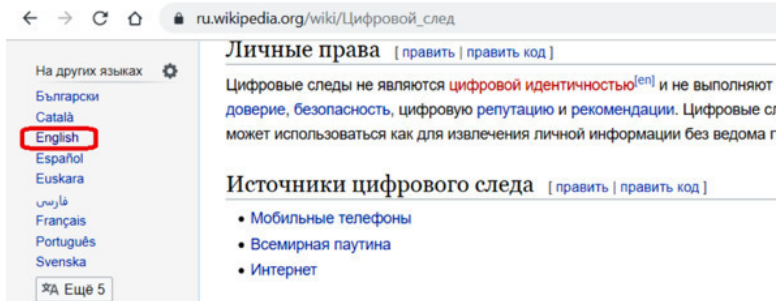 ru.wikipedia.org/wiki/Цифровой_след
На других языках
Български
Català
English
Español
Euskara
فارسی
Français
Português
Svenska
Ещё 5
Личные права [ править | править код ]
Цифровые следы не являются цифровой идентичностью[en] и не выполняют
доверие, безопасность, цифровую репутацию и рекомендации. Цифровые
может использоваться как для извлечения личной информации без ведома
Источники цифрового следа [ править | править код ]
• Мобильные телефоны
• Всемирная паутина
• Интернет